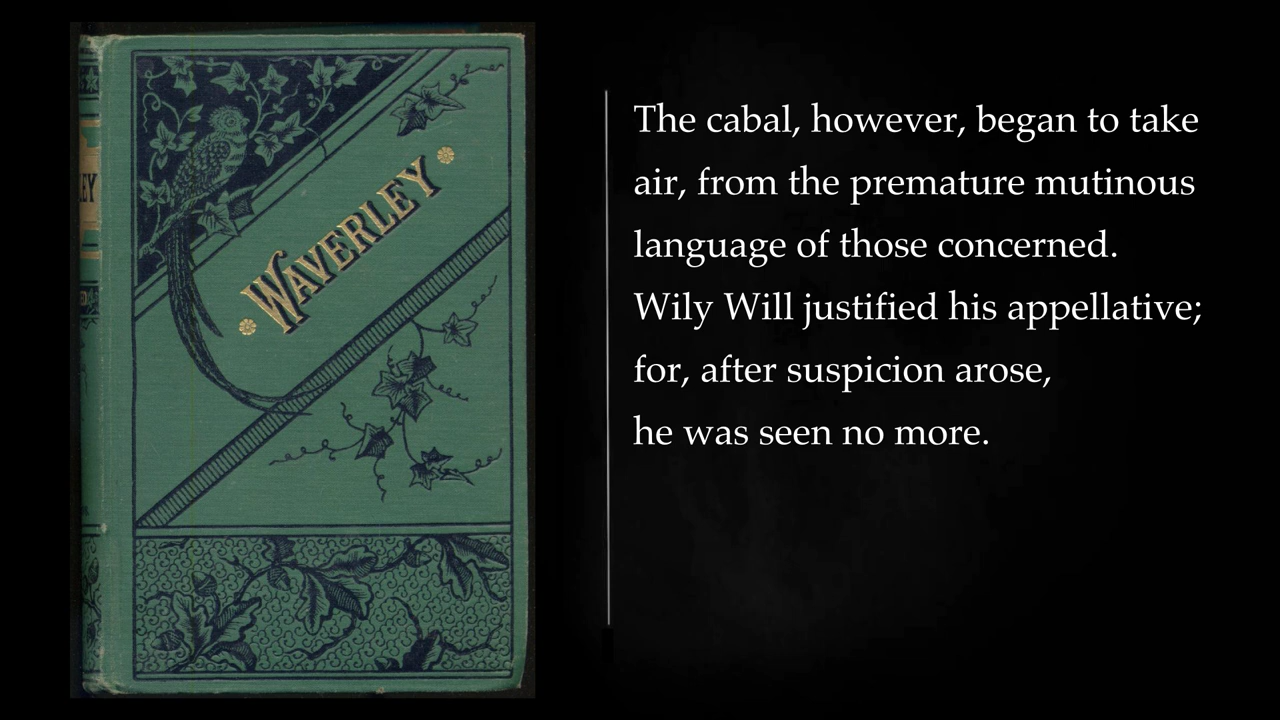 WAVERLEY
The cabal, however, began to take
air, from the premature mutinous
language of those concerned.
Wily Will justified his appellative;
for, after suspicion arose,
he was seen no more.